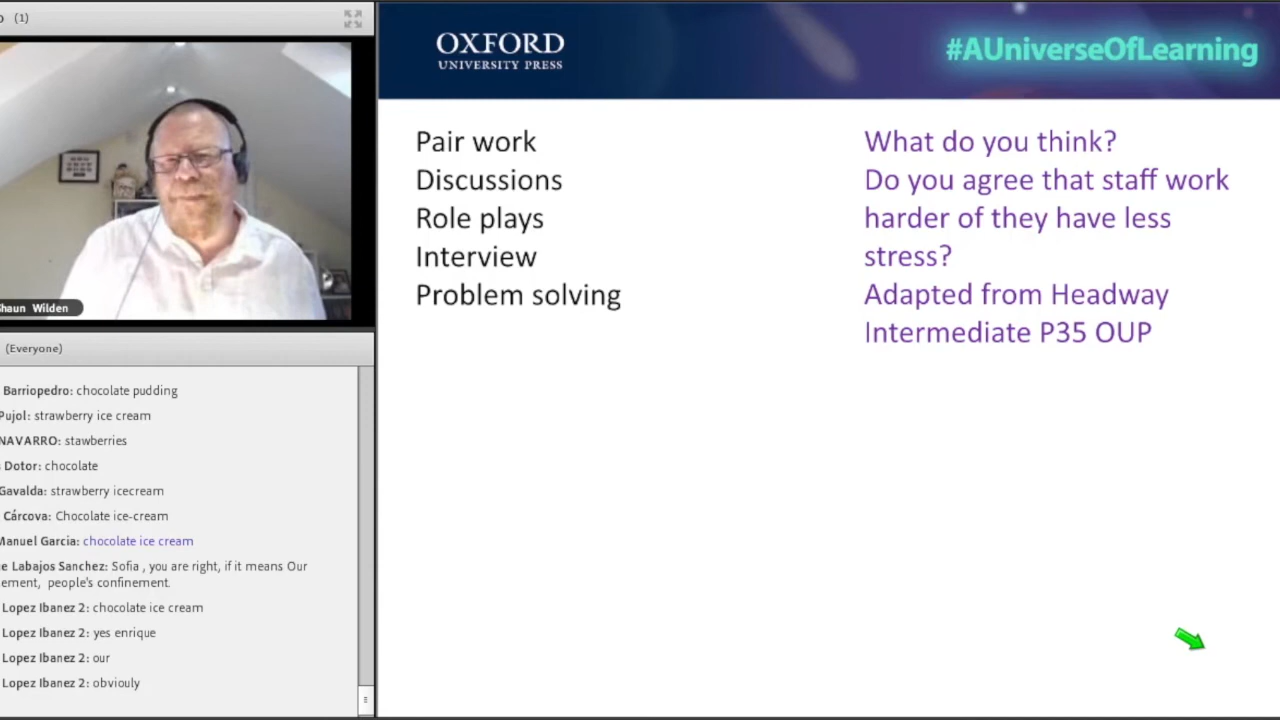 o (1)
Shaun Wilden
(Everyone)
Barriopedro: chocolate pudding
Pujol: strawberry ice cream
NAVARRO: stawberries
Dotor: chocolate
Gavalda: strawberry icecream
Cárcova: Chocolate ice-cream
Manuel Garcia: chocolate ice cream
e Labajos Sanchez: Sofia , you are right, if it means Our
ement, people's confinement.
Lopez Ibanez 2: chocolate ice cream
Lopez Ibanez 2: yes enrique
Lopez Ibanez 2: our
Lopez Ibanez 2: obviouly
OXFORD
UNIVERSITY PRESS
#AUniverseOfLearning
Pair work
Discussions
Role plays
Interview
Problem solving
What do you think?
Do you agree that staff work
harder of they have less
stress?
Adapted from Headway
Intermediate P35 OUP